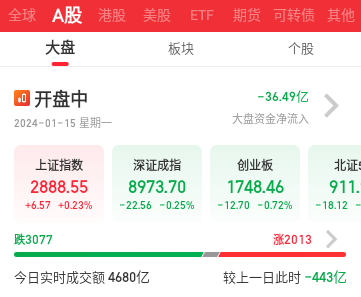 全球 A股 港股 美股 ETF 期货 可转债 其他
大盘 板块 个股
开盘中 -36.49亿
2024-01-15 星期一 大盘资金净流入
上证指数 深证成指 创业板 北证
2888.55 8973.70 1748.46 911.
+6.57 +0.23% -22.56 -0.25% -12.70 -0.72% -18.12
跌3077 涨2013
今日实时成交额 4680亿 较上一日此时 -443亿